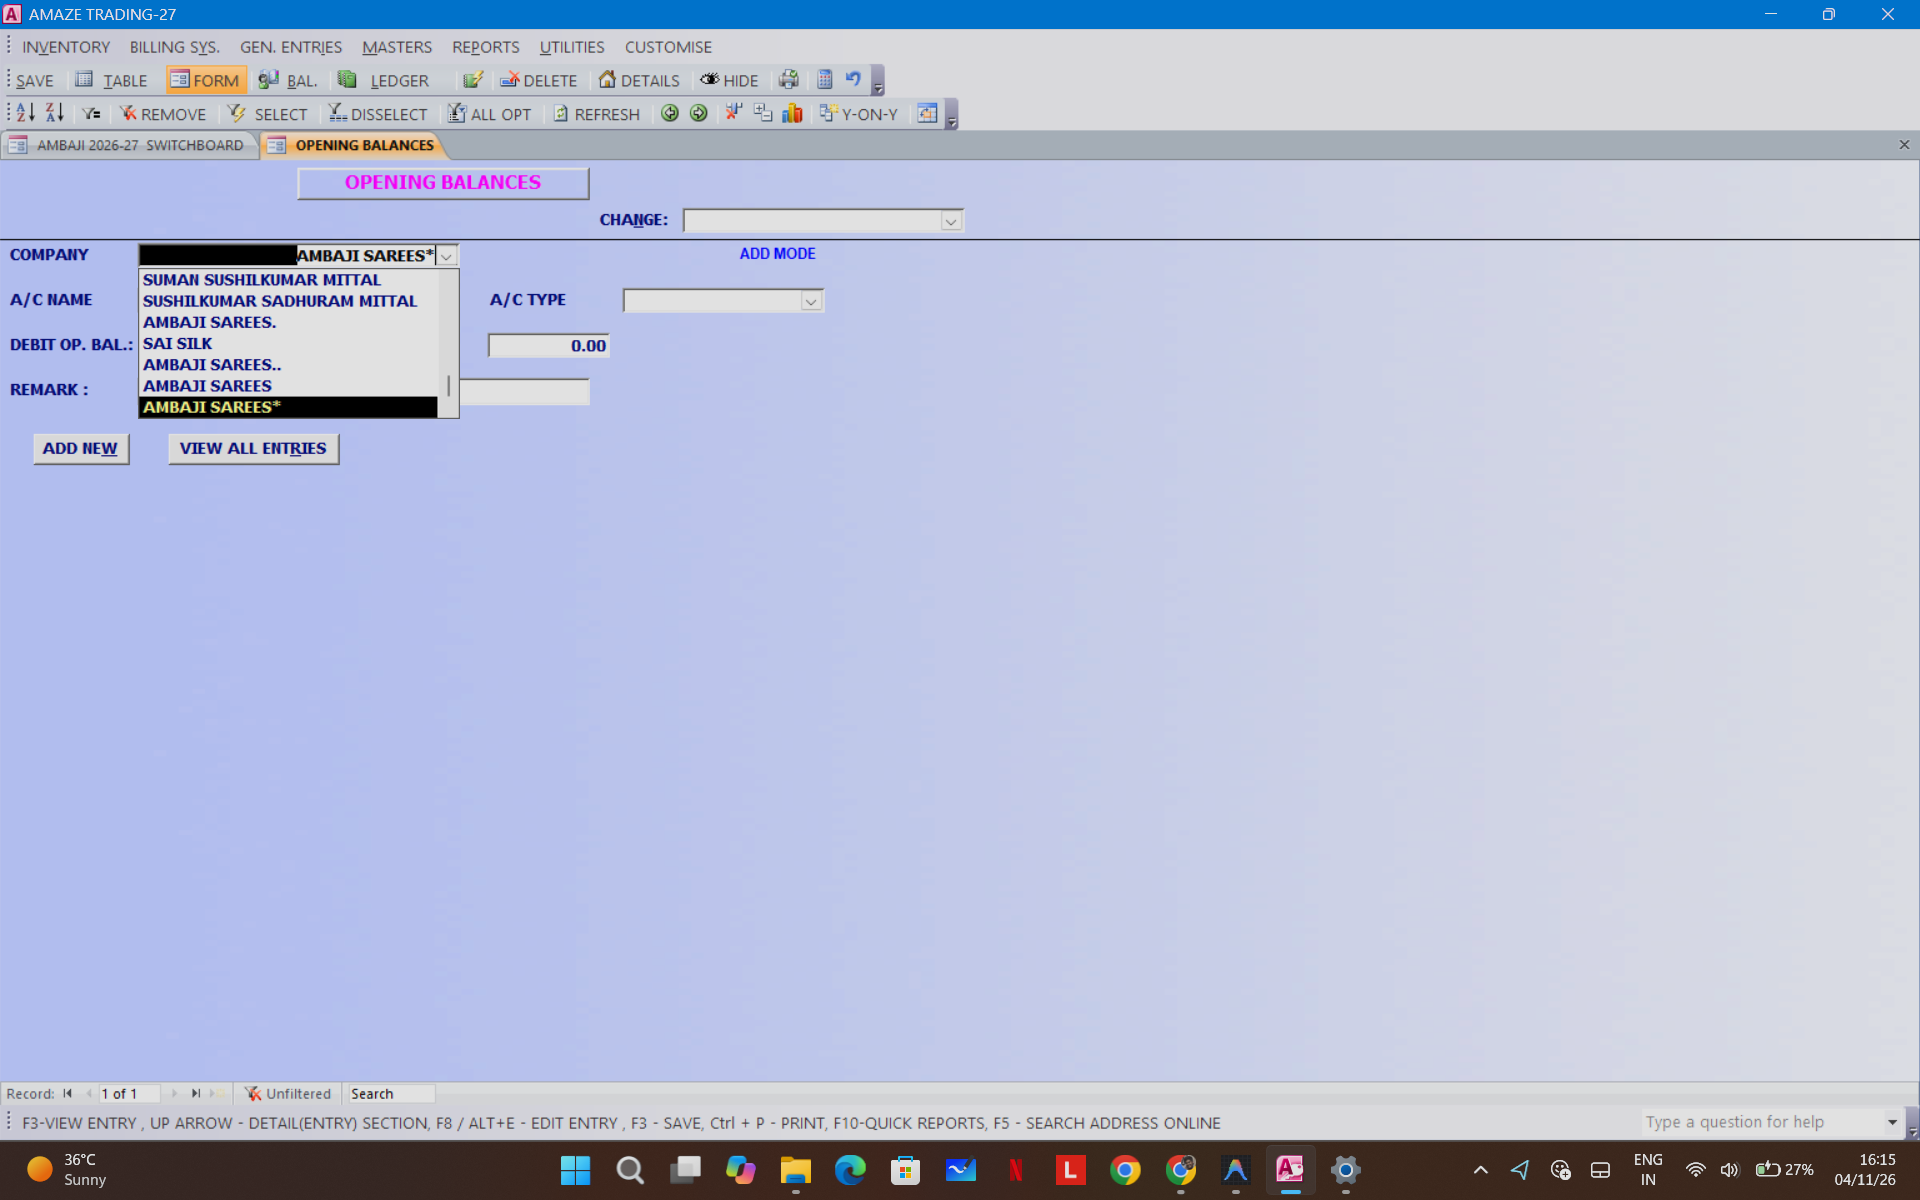 AMAZE TRADING-27
INVENTORY BILLING SYS. GEN. ENTRIES MASTERS REPORTS UTILITIES CUSTOMISE
SAVE TABLE FORM BAL. LEDGER DELETE DETAILS HIDE
REMOVE SELECT DISSELECT ALL OPT REFRESH Y-ON-Y
AMBAJI 2026-27 SWITCHBOARD OPENING BALANCES
OPENING BALANCES
CHANGE:
COMPANY AMBAJI SAREES* ADD MODE
SUMAN SUSHILKUMAR MITTAL
A/C NAME SUSHILKUMAR SADHURAM MITTAL A/C TYPE
AMBAJI SAREES.
DEBIT OP. BAL.: SAI SILK 0.00
AMBAJI SAREES..
REMARK : AMBAJI SAREES
AMBAJI SAREES*
ADD NEW VIEW ALL ENTRIES
Record: 1 of 1 Unfiltered Search
F3-VIEW ENTRY , UP ARROW - DETAIL(ENTRY) SECTION, F8 / ALT+E - EDIT ENTRY , F3 - SAVE, Ctrl + P - PRINT, F10-QUICK REPORTS, F5 - SEARCH ADDRESS ONLINE Type a question for help
36°C
Sunny
ENG
IN
27%
16:15
04/11/26